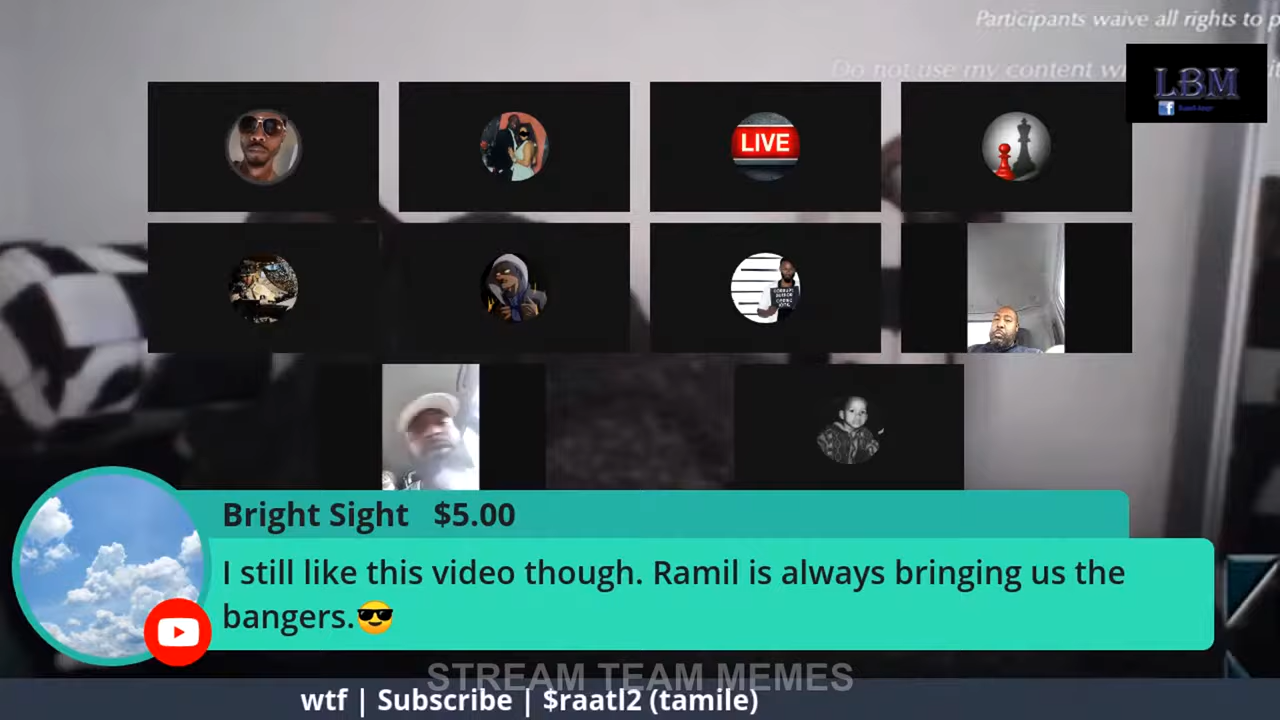 Participants waive all rights to p
Do not use my content w
LBM
LIVE
Bright Sight $5.00
I still like this video though. Ramil is always bringing us the
bangers.😎
STREAM TEAM MEMES
wtf | Subscribe | $raatl2 (tamile)